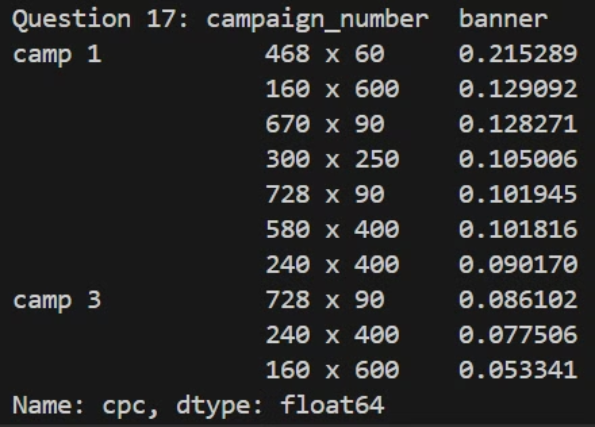 Question 17: campaign_number  banner
camp 1           468 x 60     0.215289
                 160 x 600    0.129092
                 670 x 90     0.128271
                 300 x 250    0.105006
                 728 x 90     0.101945
                 580 x 400    0.101816
                 240 x 400    0.090170
camp 3           728 x 90     0.086102
                 240 x 400    0.077506
                 160 x 600    0.053341
Name: cpc, dtype: float64